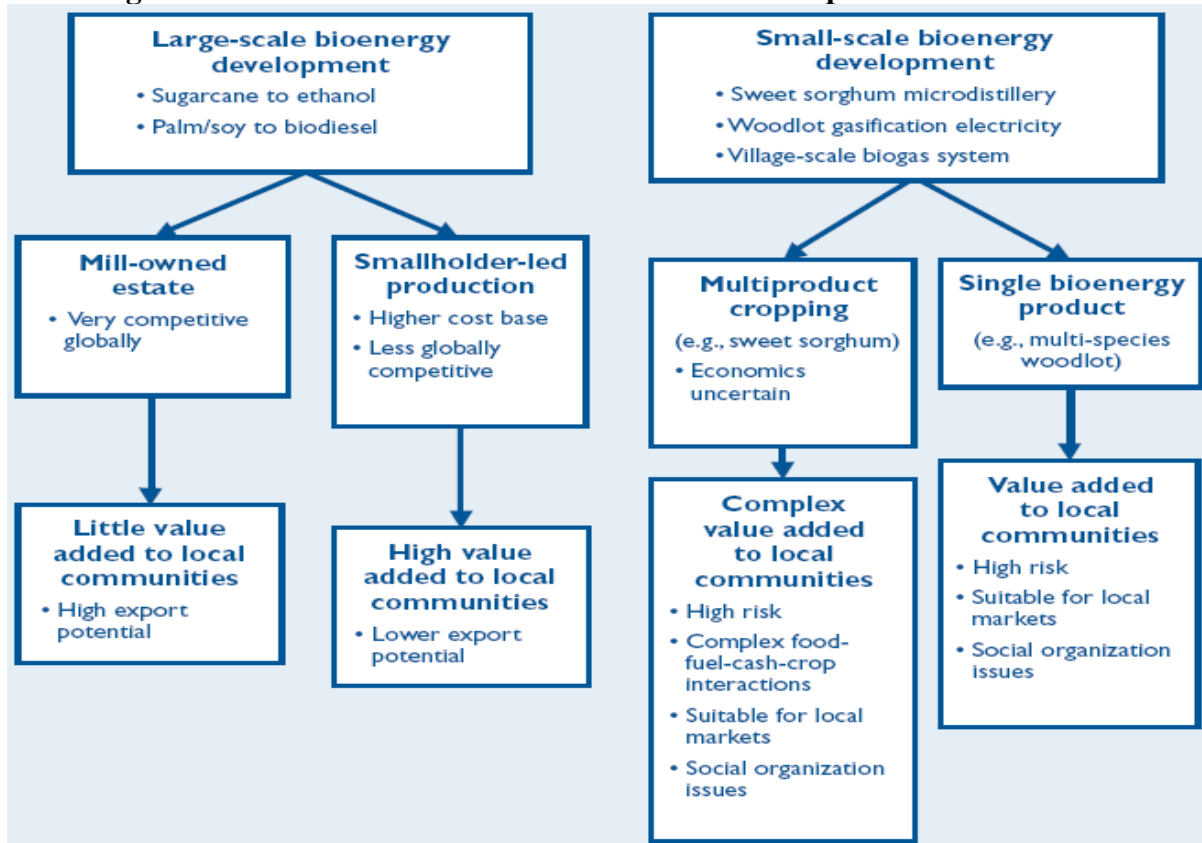 Large-scale bioenergy
development
• Sugarcane to ethanol
• Palm/soy to biodiesel
Mill-owned
estate
• Very competitive
globally
Little value
added to local
communities
• High export
potential
Smallholder-led
production
• Higher cost base
• Less globally
competitive
High value
added to local
communities
• Lower export
potential
Small-scale bioenergy
development
• Sweet sorghum microdistillery
• Woodlot gasification electricity
• Village-scale biogas system
Multiproduct
cropping
(e.g., sweet sorghum)
• Economics
uncertain
Complex
value added
to local
communities
• High risk
• Complex food-
fuel-cash-crop
interactions
• Suitable for local
markets
• Social organization
issues
Single bioenergy
product
(e.g., multi-species
woodlot)
Value added
to local
communities
• High risk
• Suitable for local
markets
• Social organization
issues